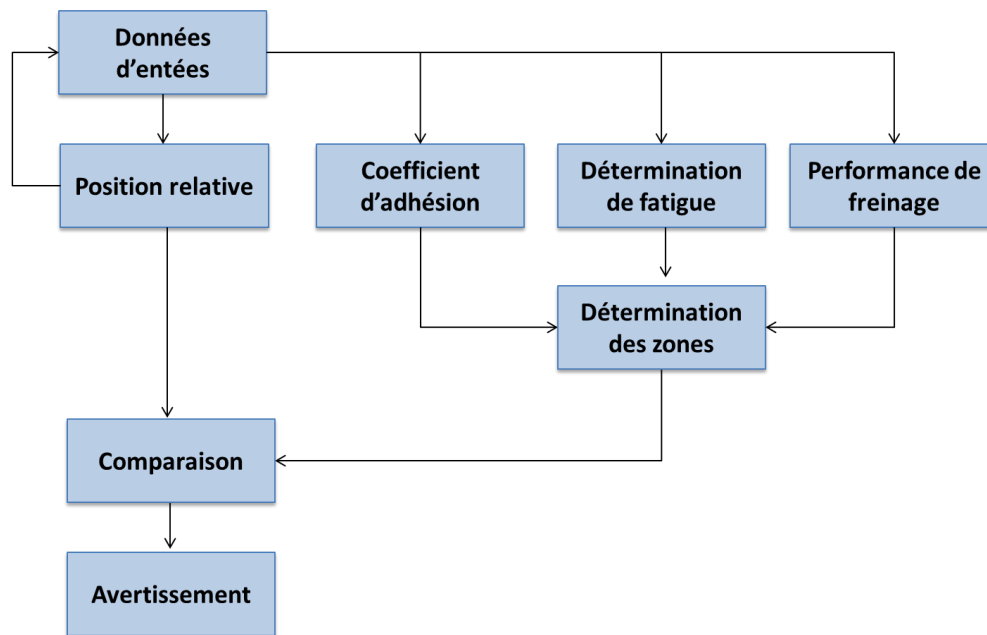 Données
d’entées
Position relative
Coefficient
d’adhésion
Détermination
de fatigue
Performance de
freinage
Détermination
des zones
Comparaison
Avertissement